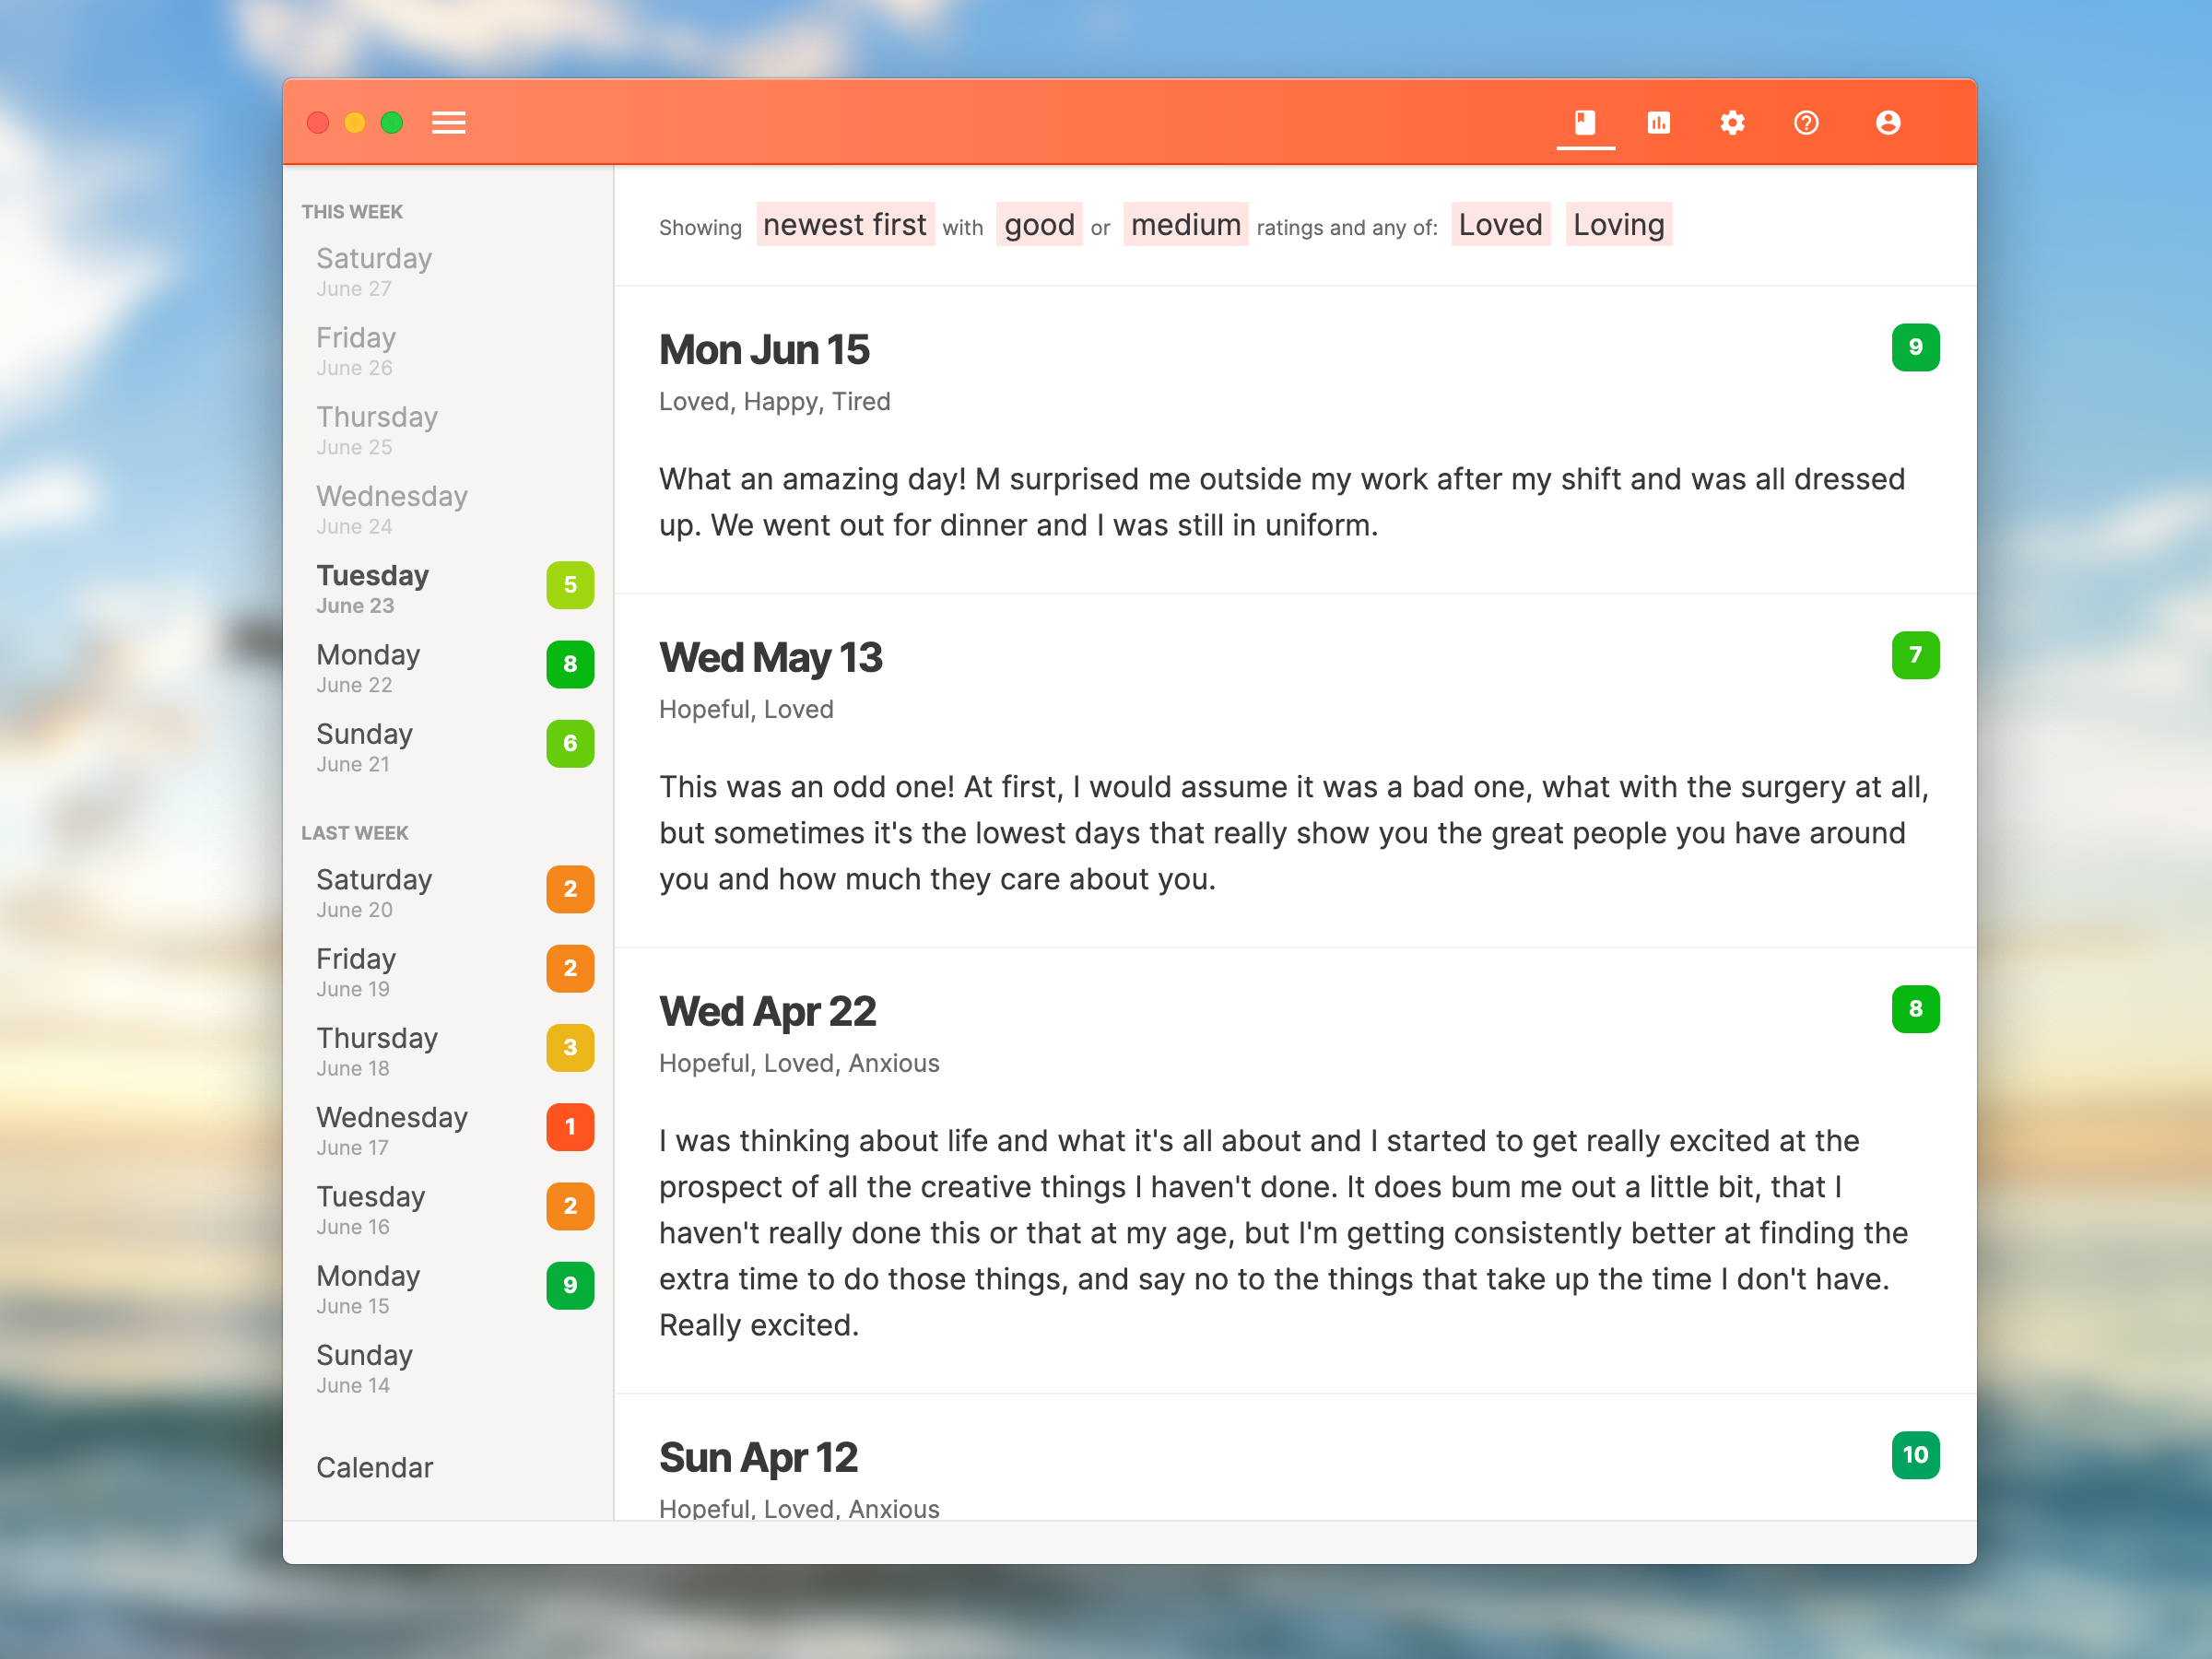 THIS WEEK
Saturday
June 27
Friday
June 26
Thursday
June 25
Wednesday
June 24
Tuesday
June 23
5
Monday
June 22
8
Sunday
June 21
6
LAST WEEK
Saturday
June 20
2
Friday
June 19
2
Thursday
June 18
3
Wednesday
June 17
1
Tuesday
June 16
2
Monday
June 15
9
Sunday
June 14
Calendar
Showing newest first with good or medium ratings and any of: Loved Loving
Mon Jun 15
9
Loved, Happy, Tired
What an amazing day! M surprised me outside my work after my shift and was all dressed
up. We went out for dinner and I was still in uniform.
Wed May 13
7
Hopeful, Loved
This was an odd one! At first, I would assume it was a bad one, what with the surgery at all,
but sometimes it's the lowest days that really show you the great people you have around
you and how much they care about you.
Wed Apr 22
8
Hopeful, Loved, Anxious
I was thinking about life and what it's all about and I started to get really excited at the
prospect of all the creative things I haven't done. It does bum me out a little bit, that I
haven't really done this or that at my age, but I'm getting consistently better at finding the
extra time to do those things, and say no to the things that take up the time I don't have.
Really excited.
Sun Apr 12
10
Hopeful, Loved, Anxious